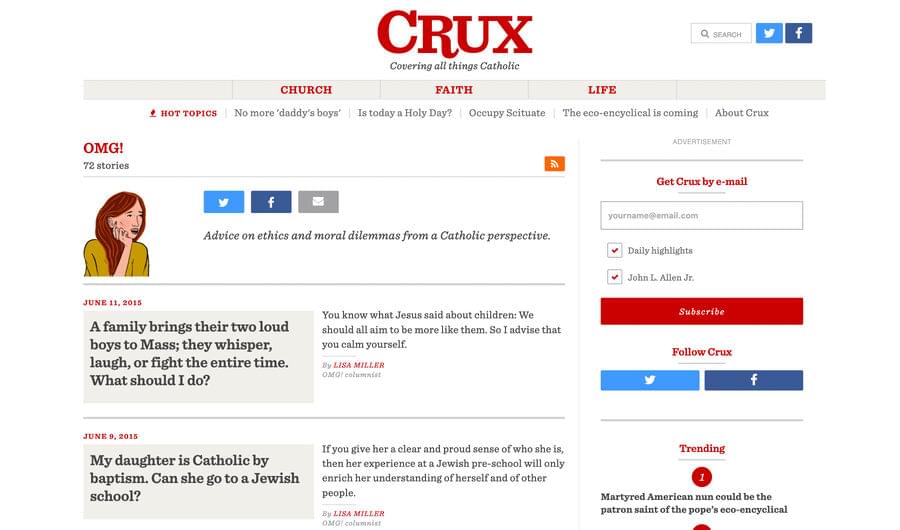 CRUX
Covering all things Catholic
SEARCH
CHURCH
FAITH
LIFE
HOT TOPICS
No more 'daddy's boys'
Is today a Holy Day?
Occupy Scituate
The eco-encyclical is coming
About Crux
OMG!
72 stories
Advice on ethics and moral dilemmas from a Catholic perspective.
JUNE 11, 2015
A family brings their two loud
boys to Mass; they whisper,
laugh, or fight the entire time.
What should I do?
You know what Jesus said about children: We
should all aim to be more like them. So I advise that
you calm yourself.
By LISA MILLER
OMG! columnist
JUNE 9, 2015
My daughter is Catholic by
baptism. Can she go to a Jewish
school?
If you give her a clear and proud sense of who she is,
then her experience at a Jewish pre-school will only
enrich her understanding of herself and of other
people.
By LISA MILLER
OMG! columnist
ADVERTISEMENT
Get Crux by e-mail
yourname@email.com
Daily highlights
John L. Allen Jr.
Subscribe
Follow Crux
Trending
1
Martyred American nun could be the
patron saint of the pope's eco-encyclical